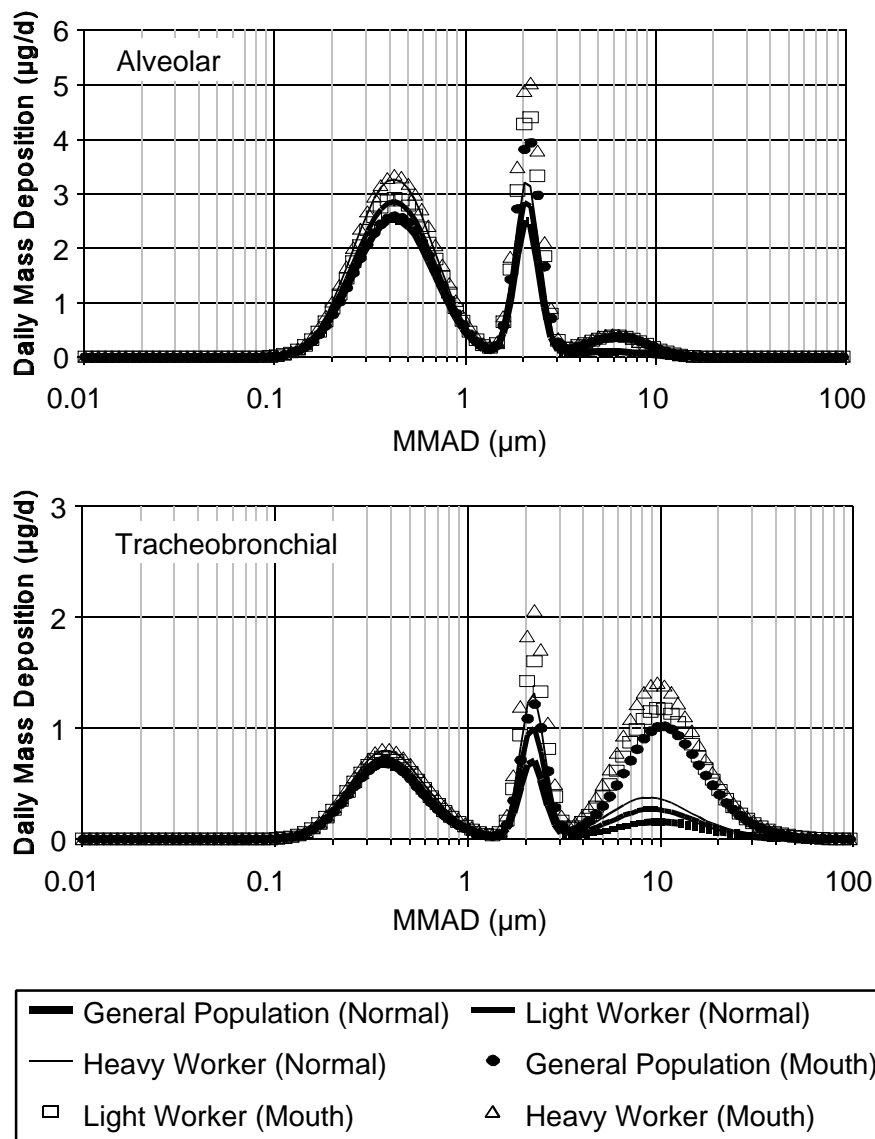 Daily Mass Deposition (µg/d)
6
5
4
3
2
1
0
Alveolar
0.01 0.1 1 10 100
MMAD (µm)
Daily Mass Deposition (µg/d)
3
2
1
0
Tracheobronchial
0.01 0.1 1 10 100
MMAD (µm)
General Population (Normal) Light Worker (Normal)
Heavy Worker (Normal) General Population (Mouth)
Light Worker (Mouth) Heavy Worker (Mouth)